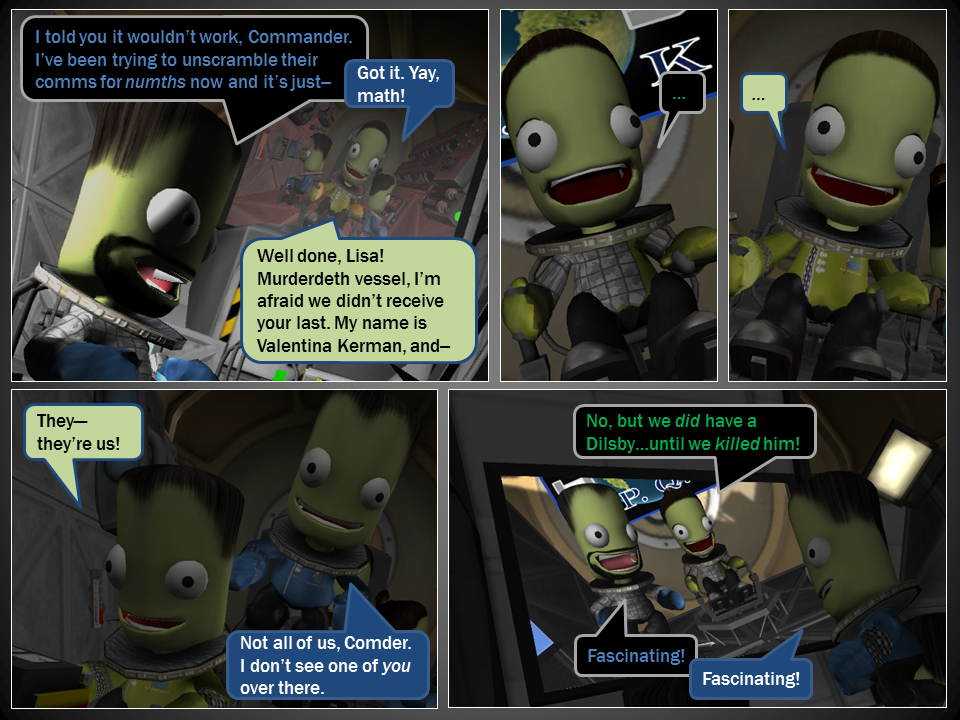 I told you it wouldn't work, Commander.
I've been trying to unscramble their
comms for numths now and it's just—
Got it. Yay,
math!
Well done, Lisa!
Murderdeth vessel, I'm
afraid we didn't receive
your last. My name is
Valentina Kerman, and—
K
...
...
They—
they're us!
Not all of us, Comder.
I don't see one of you
over there.
No, but we did have a
Dilsby...until we killed him!
P.
Fascinating!
Fascinating!